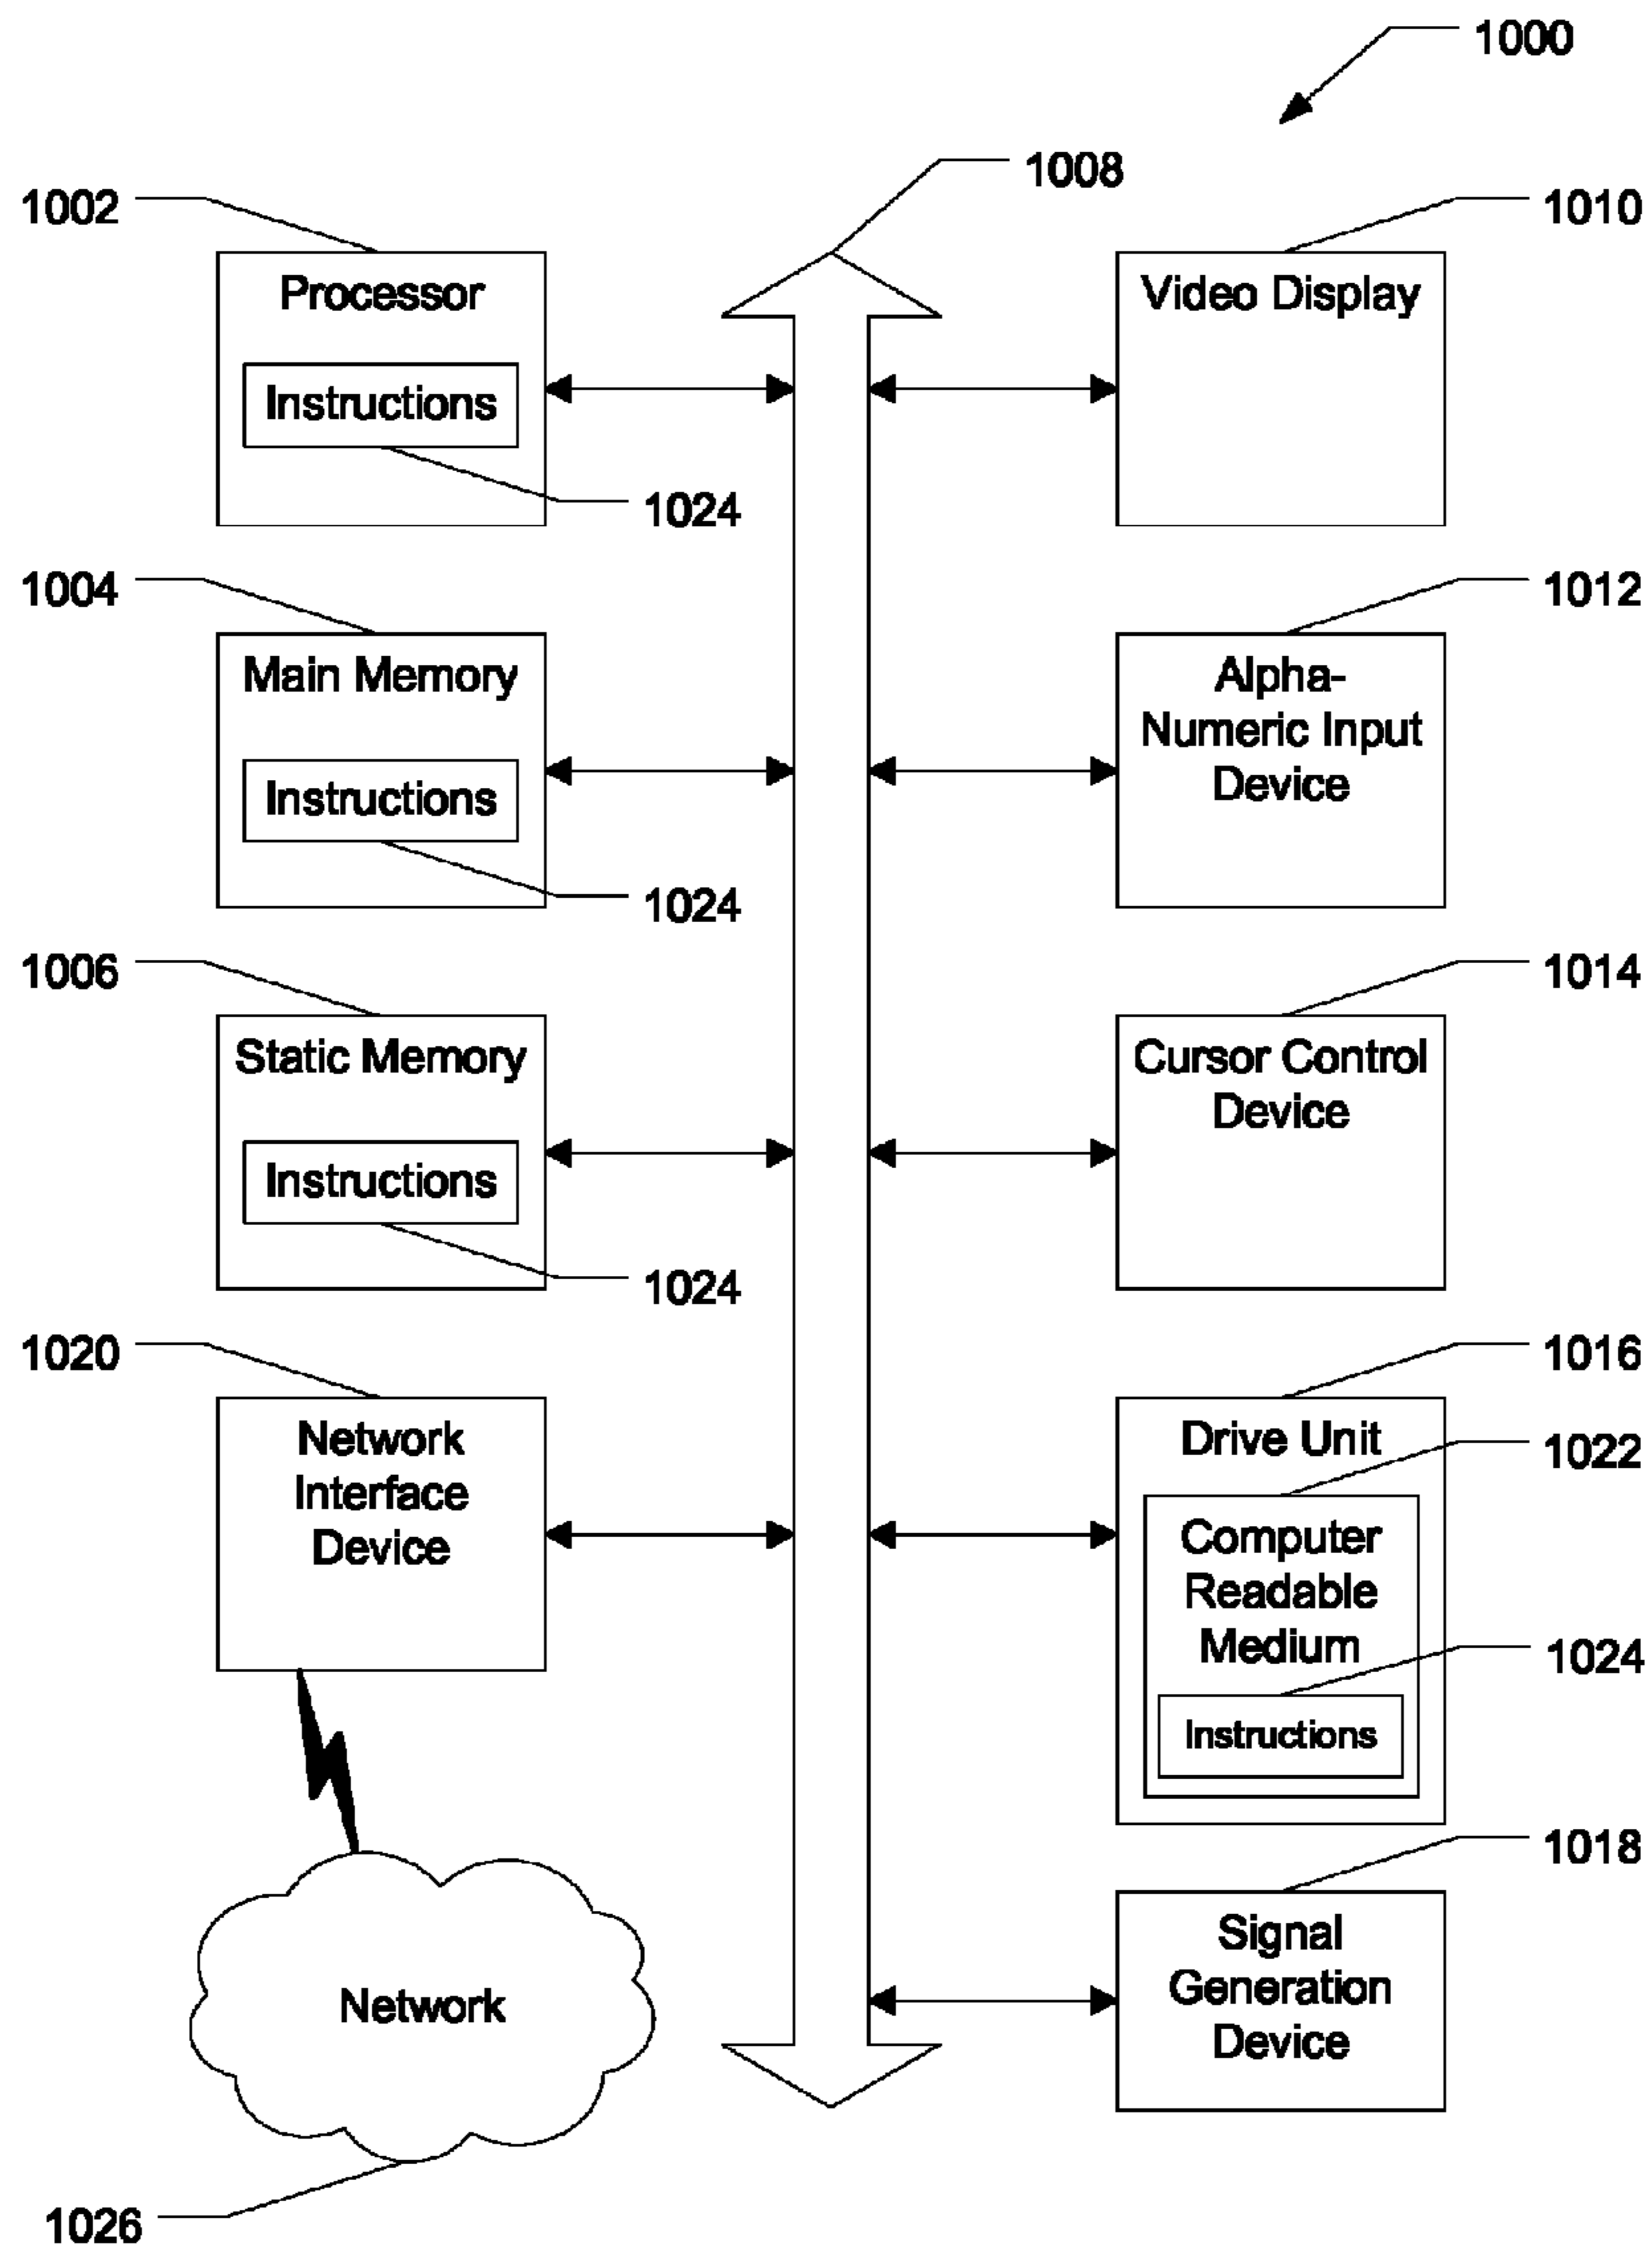 1000
1008
1002
Processor
Instructions
1024
1010
Video Display
1004
Main Memory
Instructions
1024
1012
Alpha-
Numeric Input
Device
1006
Static Memory
Instructions
1024
1014
Cursor Control
Device
1020
Network
Interface
Device
1016
Drive Unit
1022
Computer
Readable
Medium
1024
Instructions
1018
Signal
Generation
Device
Network
1026